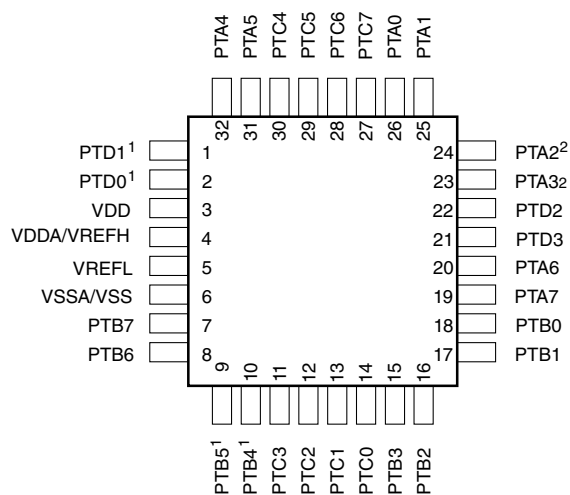 PTA4
PTA5
PTC4
PTC5
PTC6
PTC7
PTA0
PTA1
32
31
30
29
28
27
26
25
PTD1¹ 1
PTD0¹ 2
VDD 3
VDDA/VREFH 4
VREFL 5
VSSA/VSS 6
PTB7 7
PTB6 8
24 PTA2²
23 PTA32
22 PTD2
21 PTD3
20 PTA6
19 PTA7
18 PTB0
17 PTB1
9
10
11
12
13
14
15
16
PTB5¹
PTB4¹
PTC3
PTC2
PTC1
PTC0
PTB3
PTB2